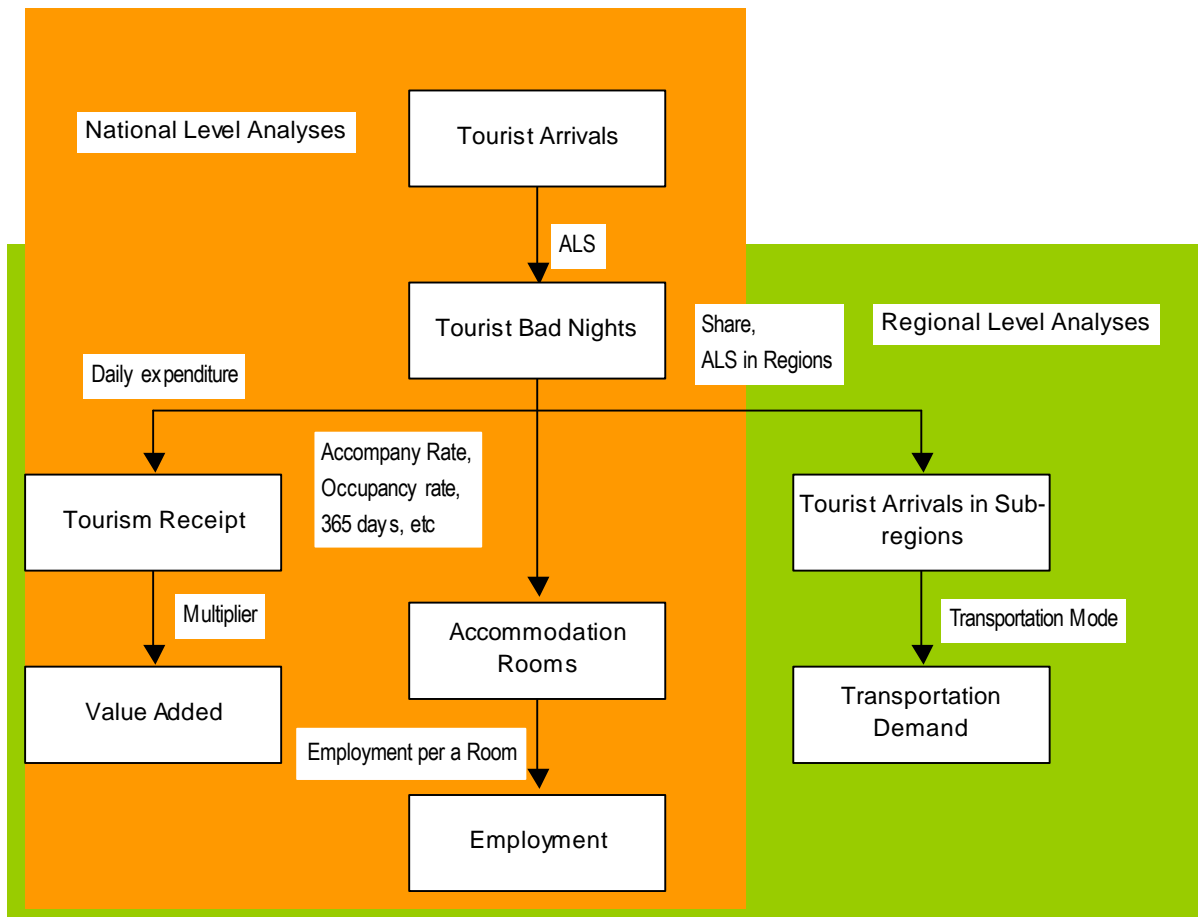 National Level Analyses
Tourist Arrivals
ALS
Tourist Bad Nights
Share,
ALS in Regions
Regional Level Analyses
Daily expenditure
Accompany Rate,
Occupancy rate,
365 days, etc
Tourism Receipt
Tourist Arrivals in Sub-
regions
Multiplier
Accommodation
Rooms
Transportation Mode
Value Added
Transportation
Demand
Employment per a Room
Employment